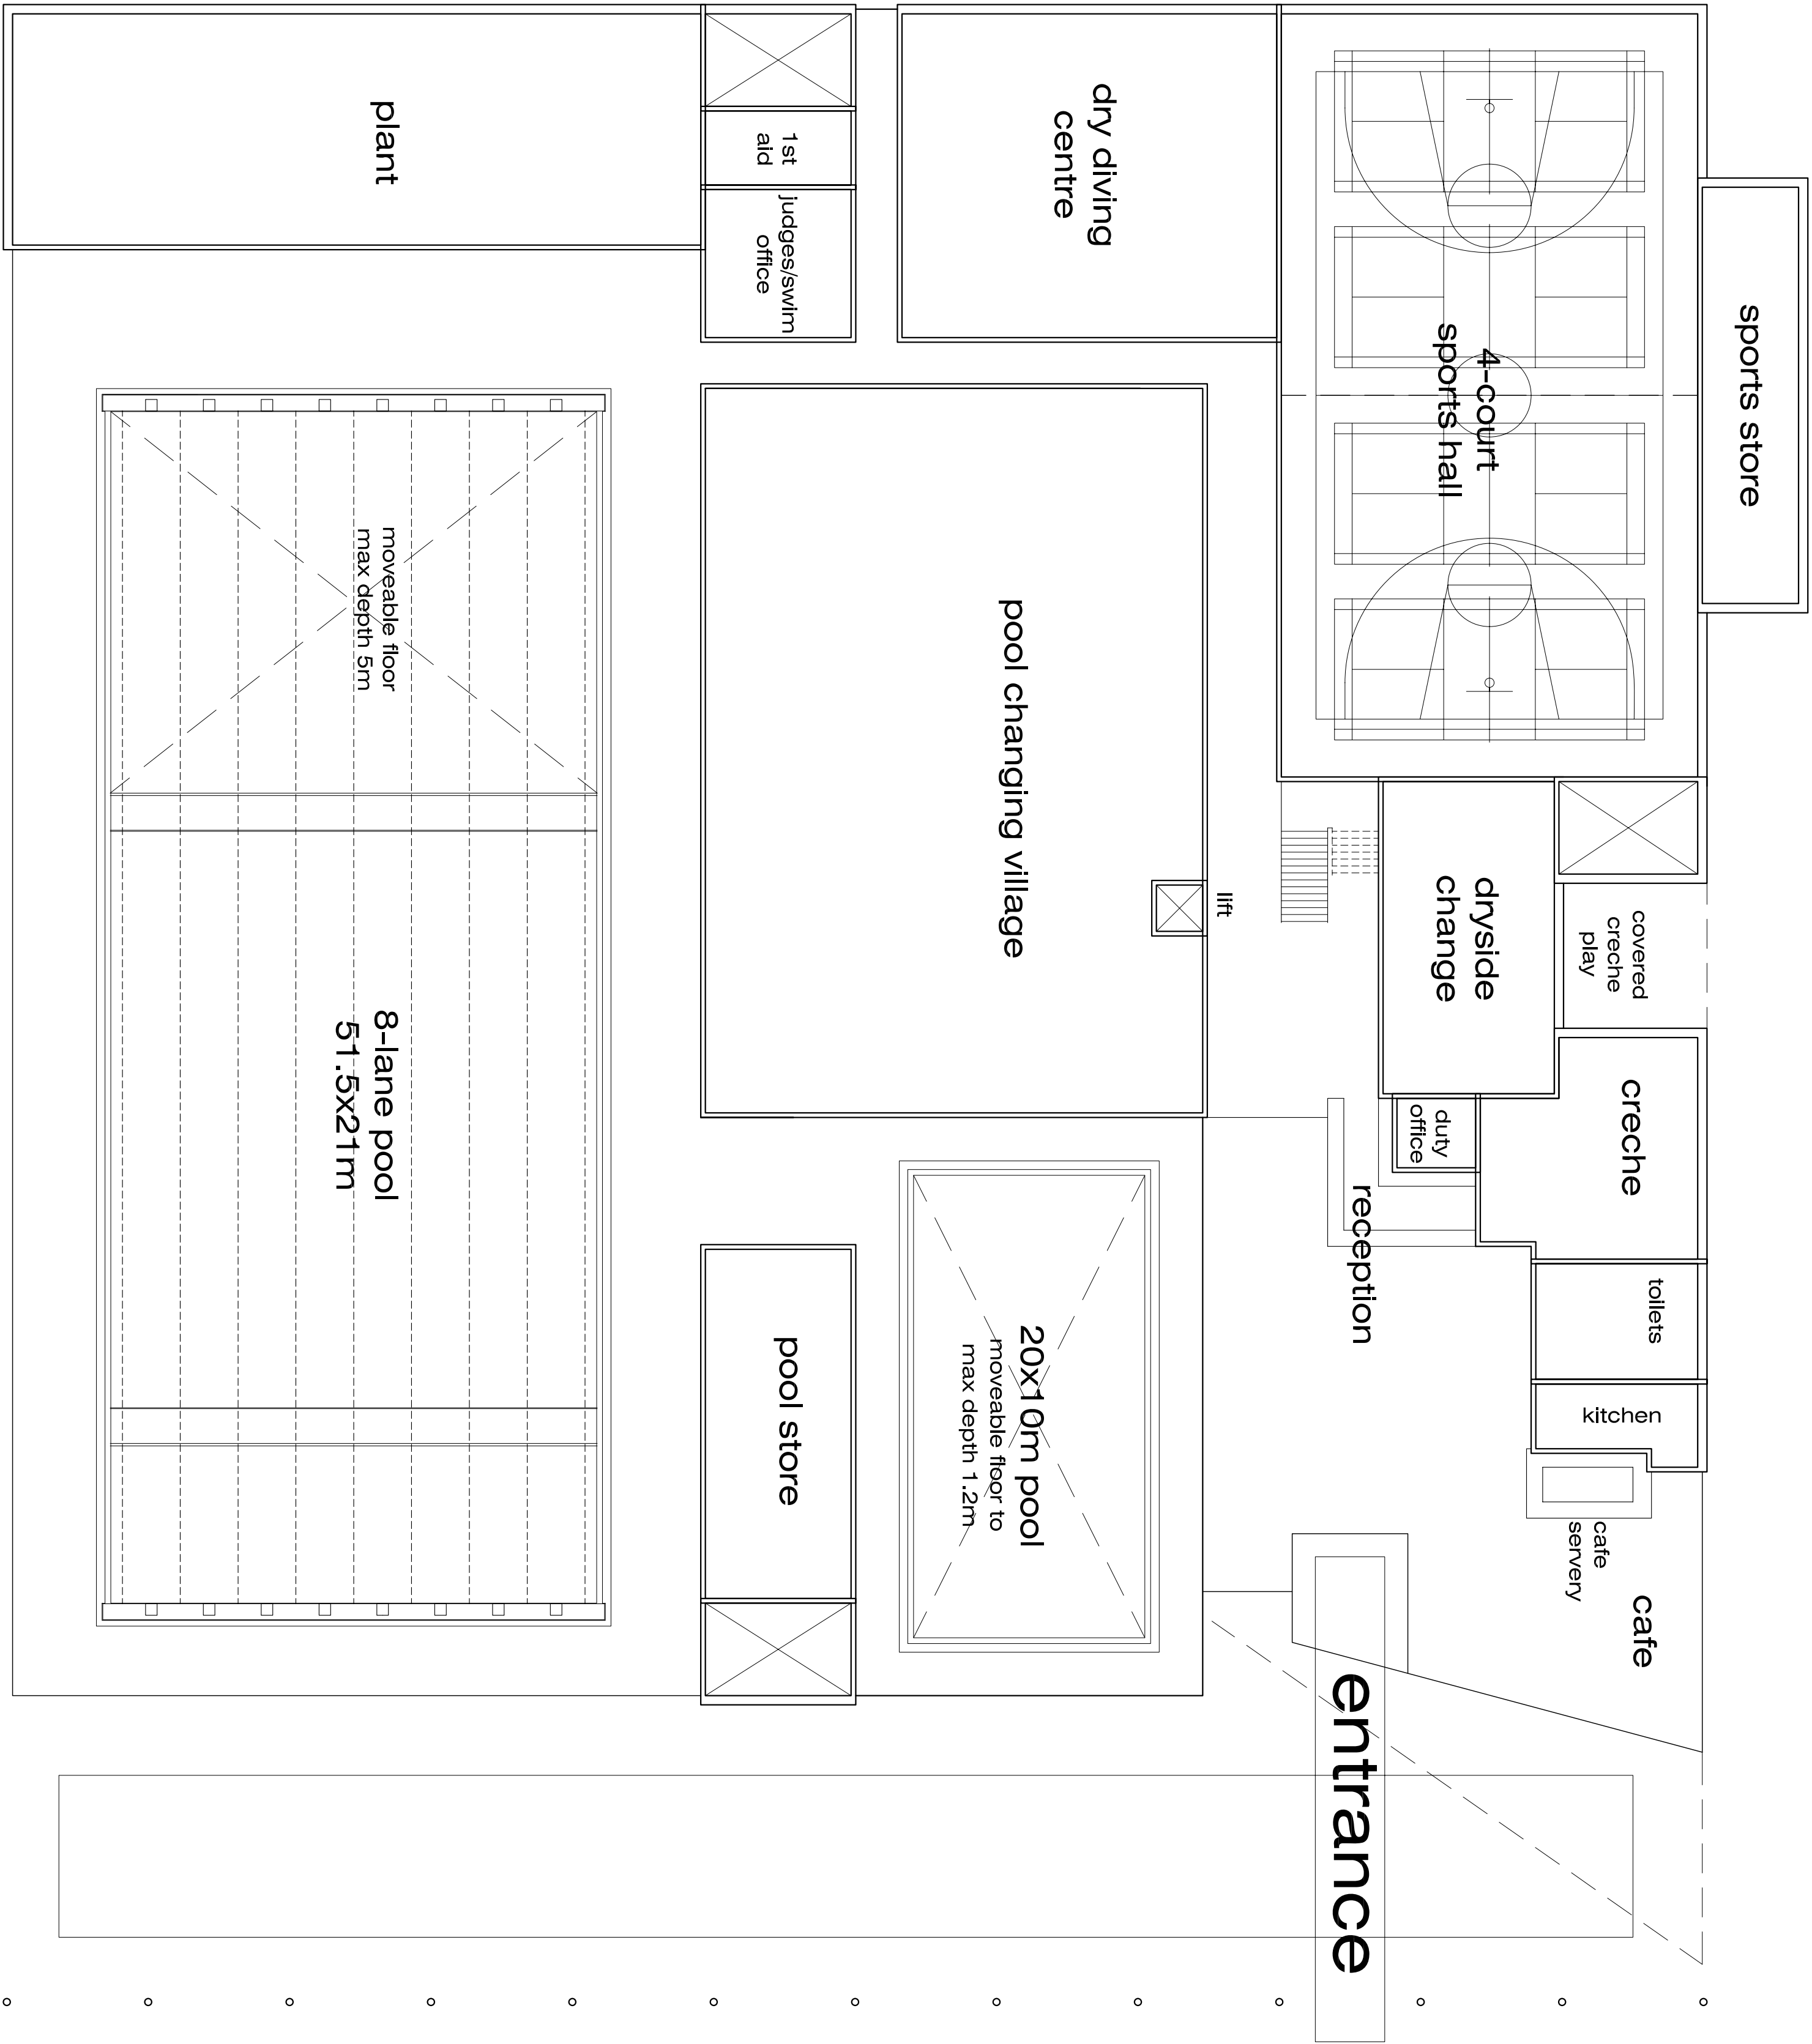 sports store
4-court
sports hall
dry diving
centre
1st
aid
judges/swim
office
plant
moveable floor
max depth 5m
8-lane pool
51.5x21m
pool changing village
lift
dryside
change
covered
creche
play
creche
duty
office
reception
toilets
kitchen
cafe
servery
cafe
20x10m pool
moveable floor to
max depth 1.2m
pool store
entrance